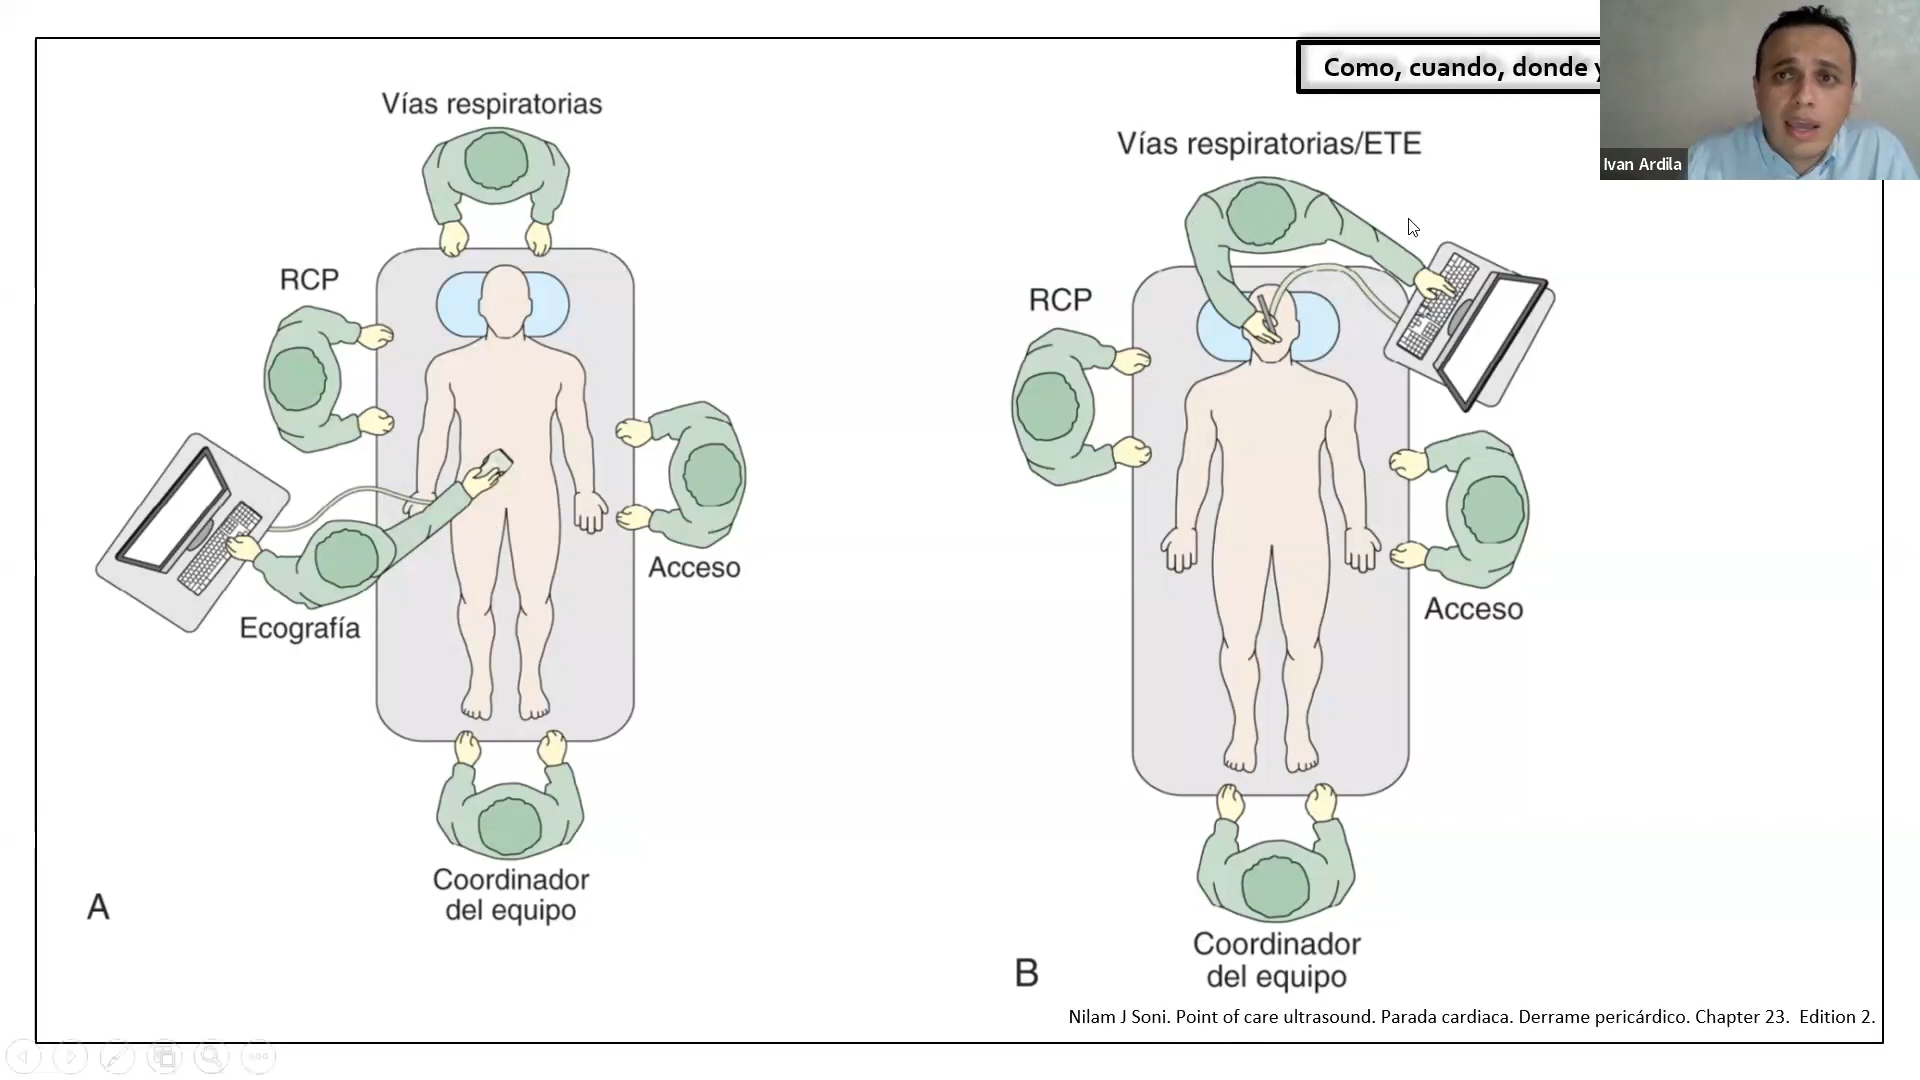 Como, cuando, donde y
Ivan Ardila
Vías respiratorias
RCP
Ecografía
Acceso
Coordinador
del equipo
A
Vías respiratorias/ETE
RCP
Acceso
Coordinador
del equipo
B
Nilam J Soni. Point of care ultrasound. Parada cardiaca. Derrame pericárdico. Chapter 23. Edition 2.